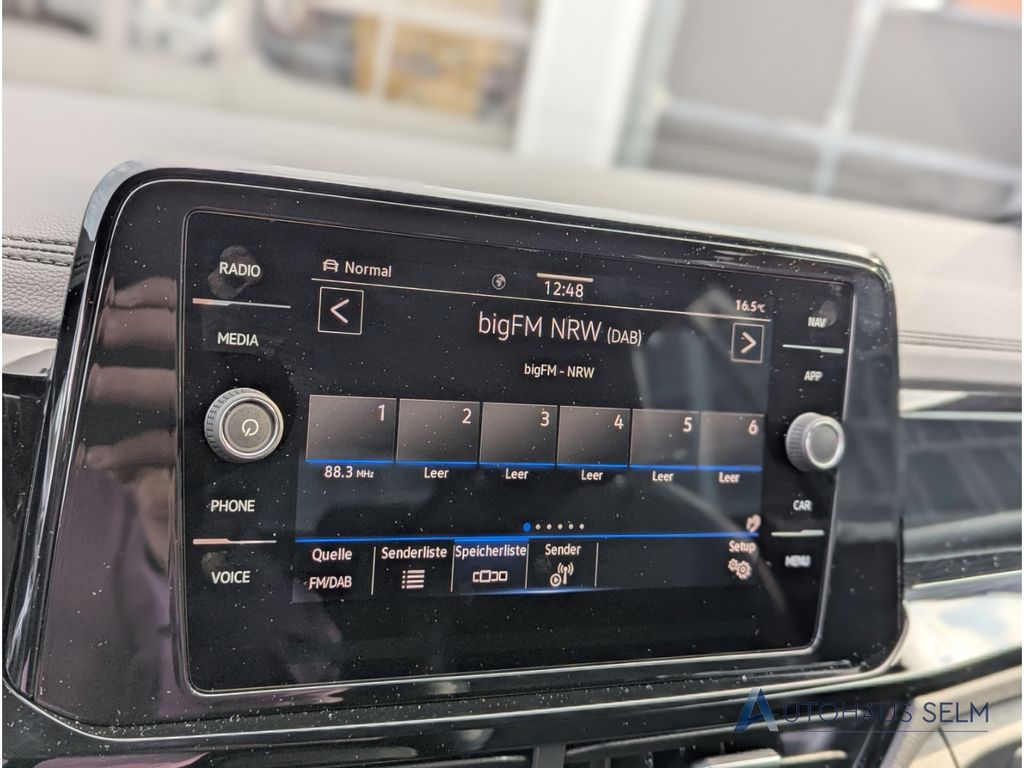 RADIO
MEDIA
PHONE
VOICE
Normal
12:48
16.5°C
bigFM NRW (DAB)
bigFM - NRW
1 2 3 4 5 6
88.3 MHz Leer Leer Leer Leer Leer
Quelle Senderliste Speicherliste Sender Setup
FM/DAB
NAV
APP
CAR
MENU
AUTOHAUS SELM